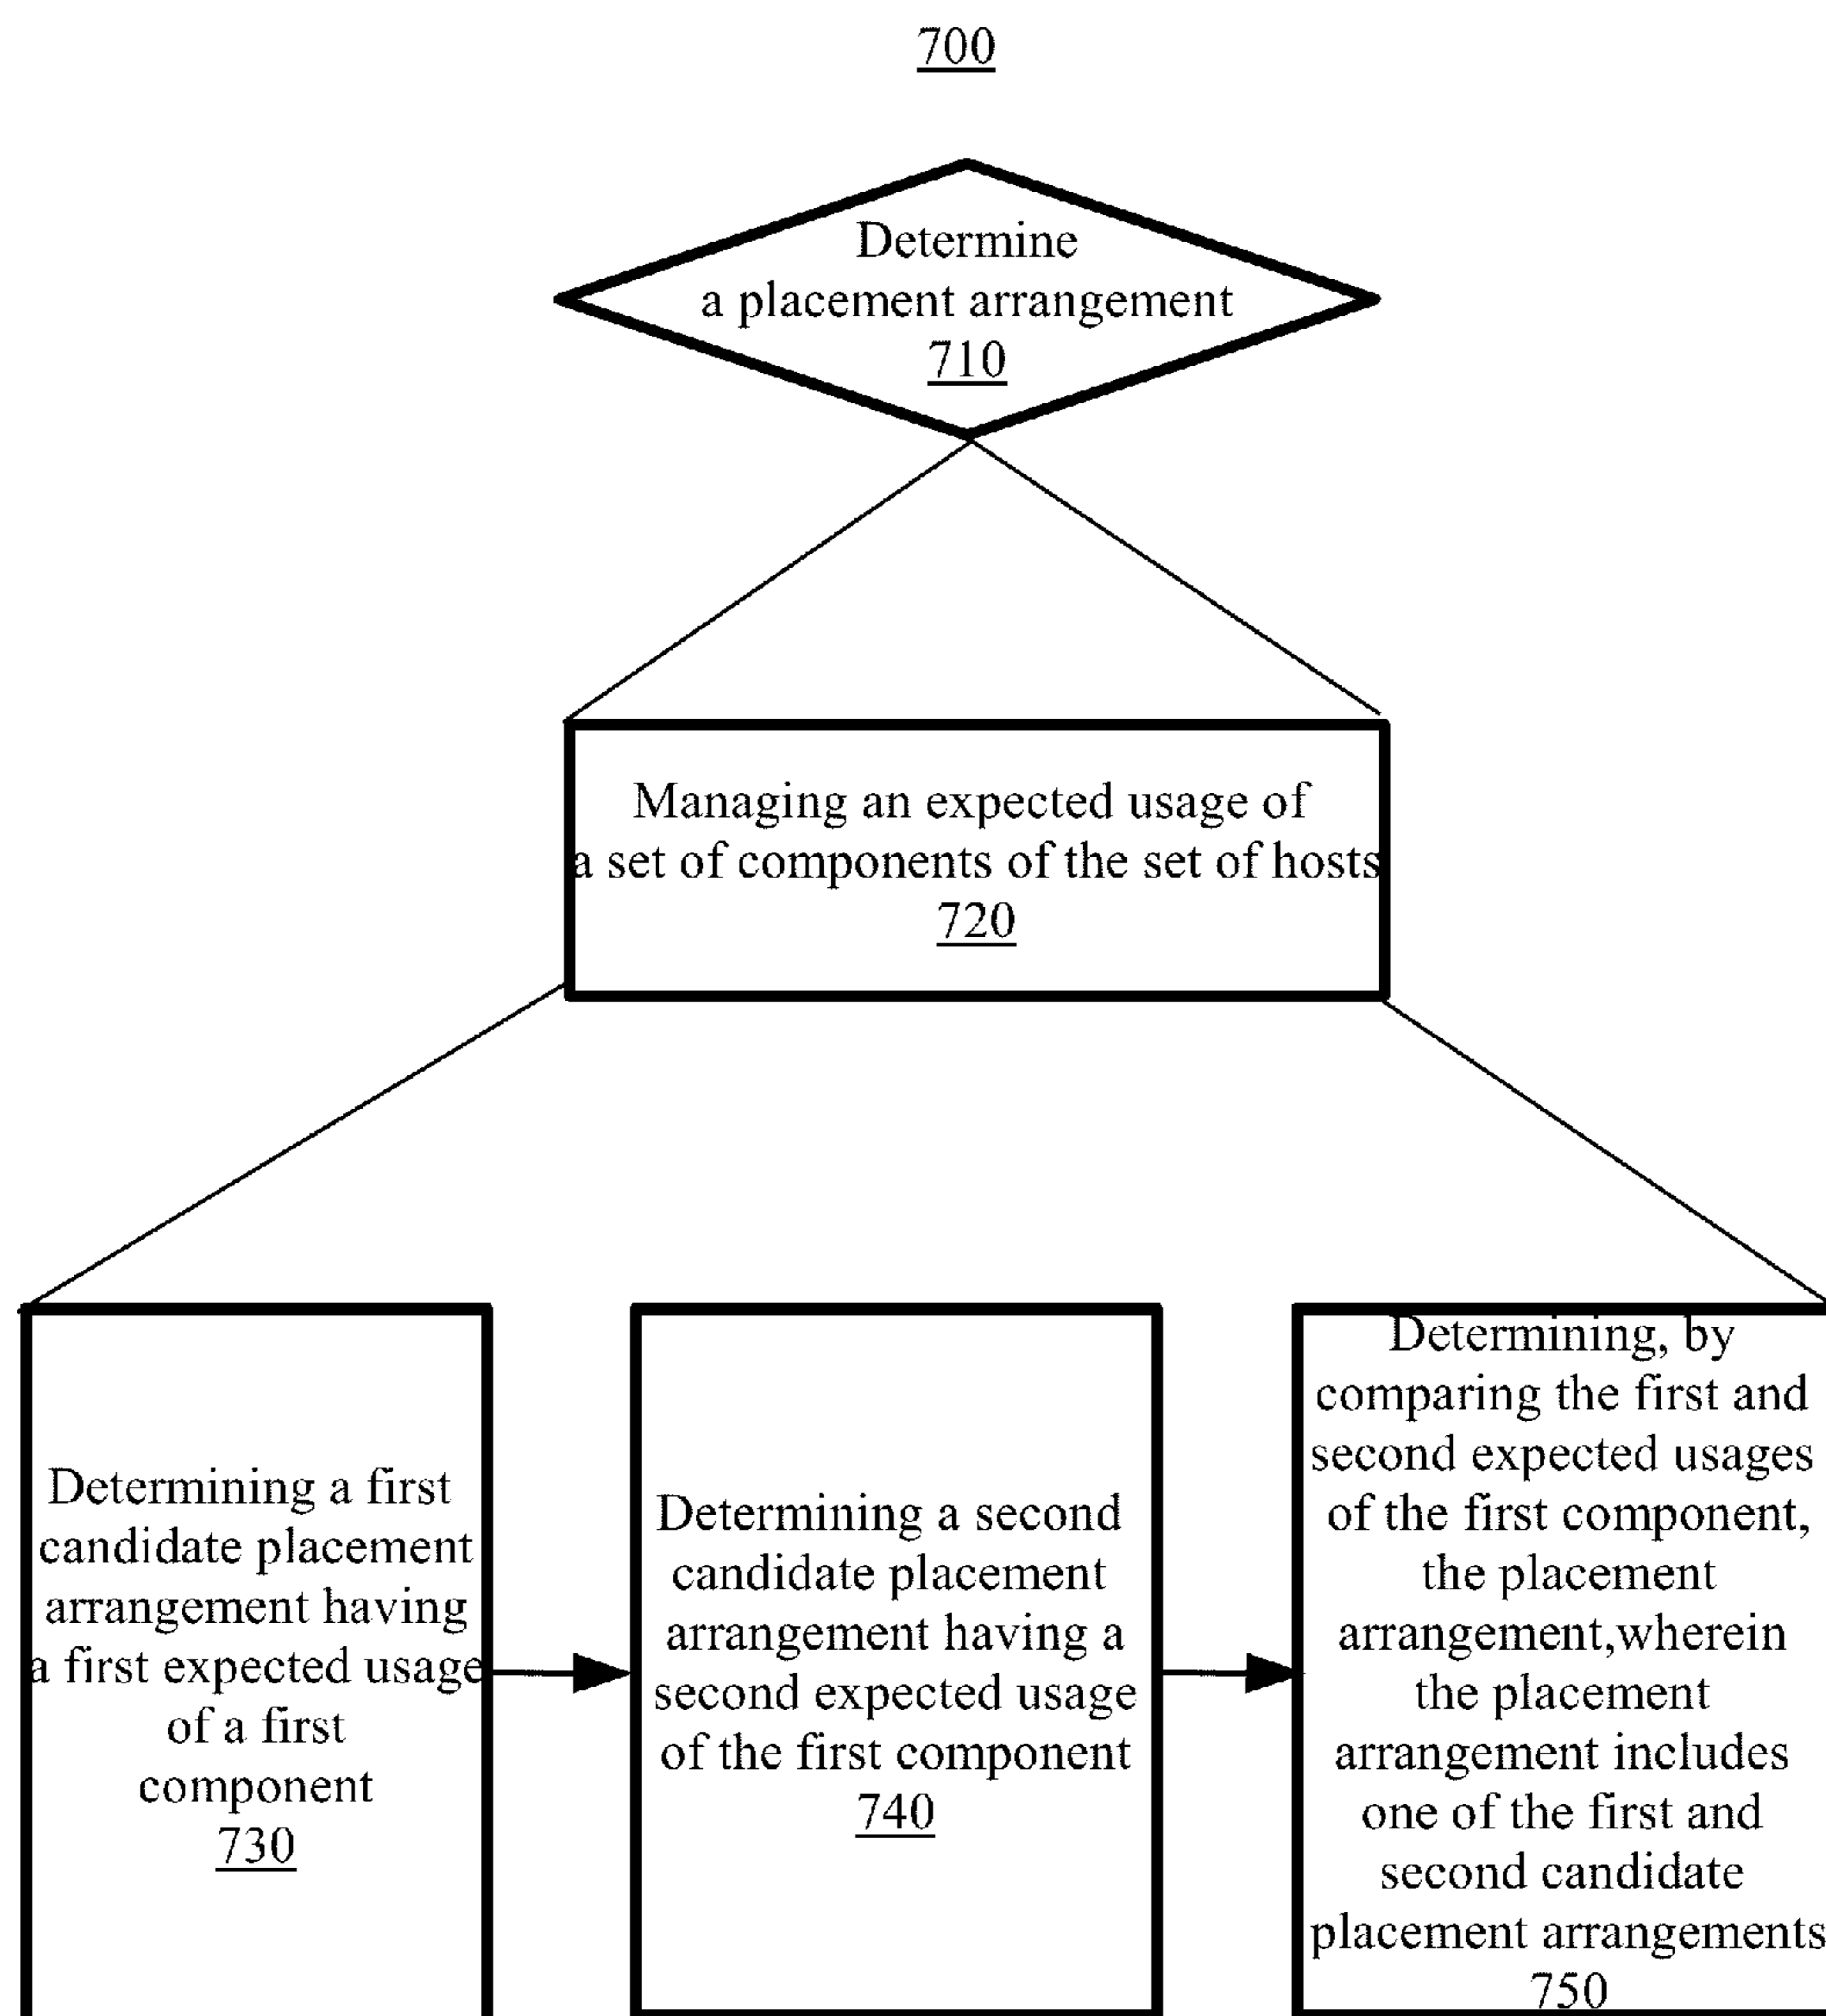 700
Determine
a placement arrangement
710
Managing an expected usage of
a set of components of the set of hosts
720
Determining a first
candidate placement
arrangement having
a first expected usage
of a first
component
730
Determining a second
candidate placement
arrangement having a
second expected usage
of the first component
740
Determining, by
comparing the first and
second expected usages
of the first component,
the placement
arrangement,wherein
the placement
arrangement includes
one of the first and
second candidate
placement arrangements
750